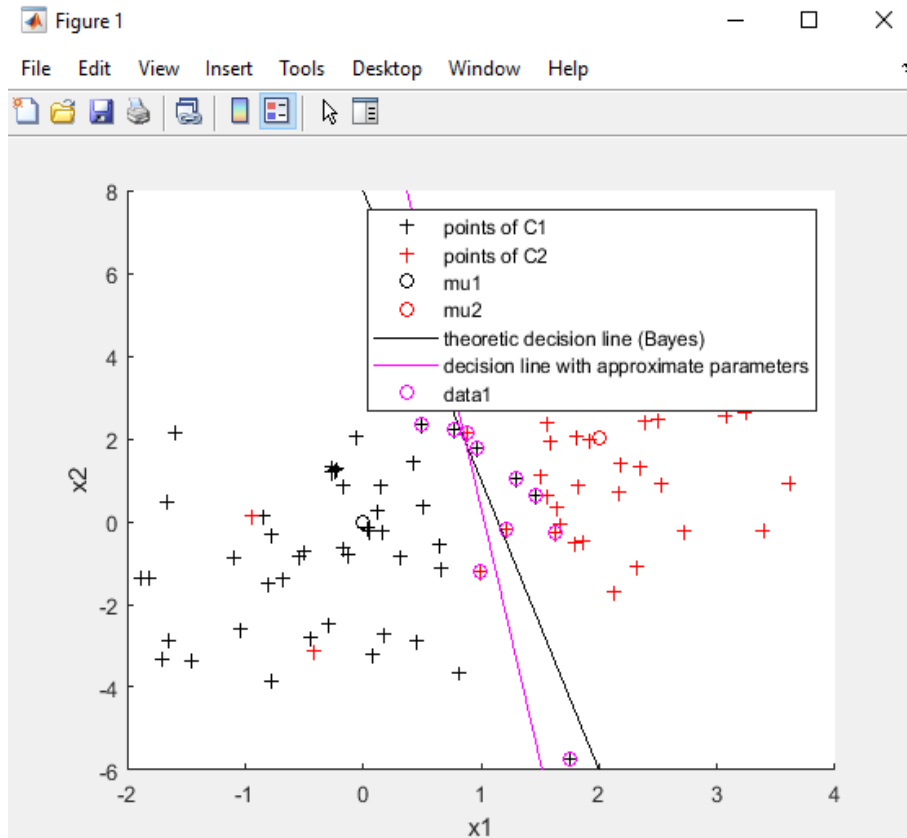 Figure 1
File Edit View Insert Tools Desktop Window Help
8
6
4
2
0
-2
-4
-6
x2
points of C1
points of C2
mu1
mu2
theoretic decision line (Bayes)
decision line with approximate parameters
data1
-2 -1 0 1 2 3 4
x1